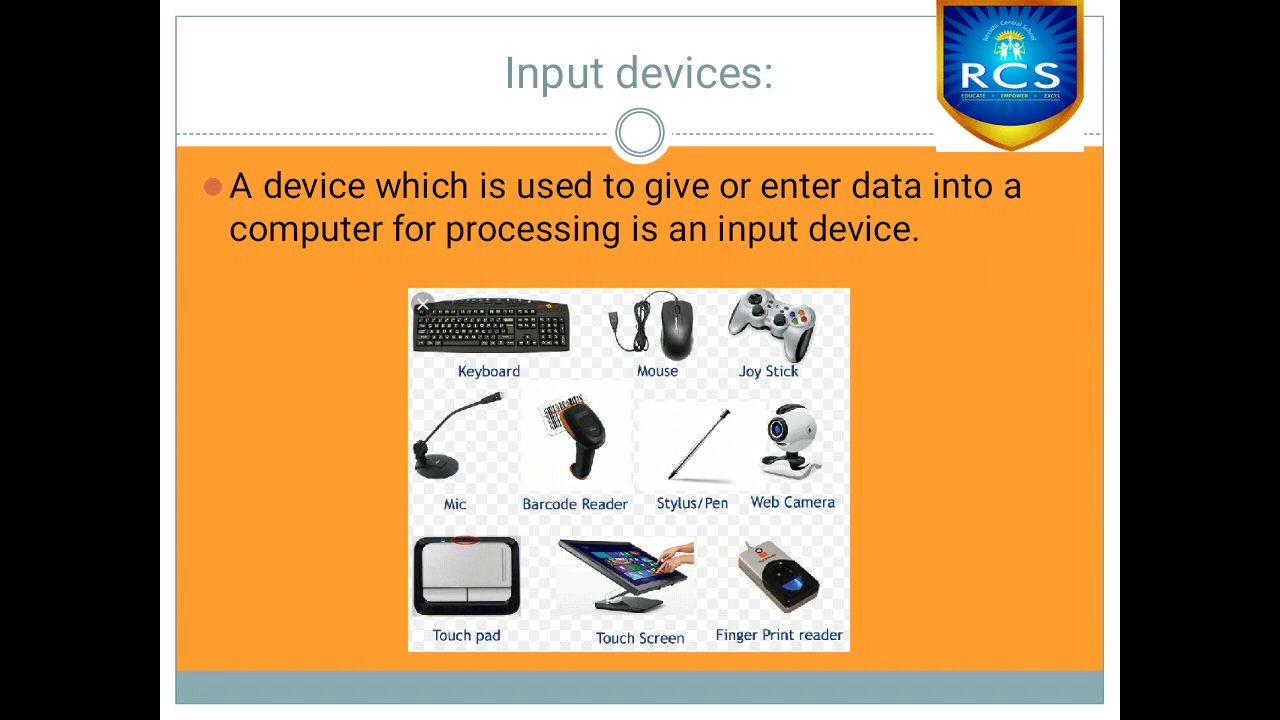 Input devices:
Central School
RCS
EDUCATE - EMPOWER - EXCEL
A device which is used to give or enter data into a
computer for processing is an input device.
Keyboard
Mouse
Joy Stick
Mic
Barcode Reader
Stylus/Pen
Web Camera
Touch pad
Touch Screen
Finger Print reader